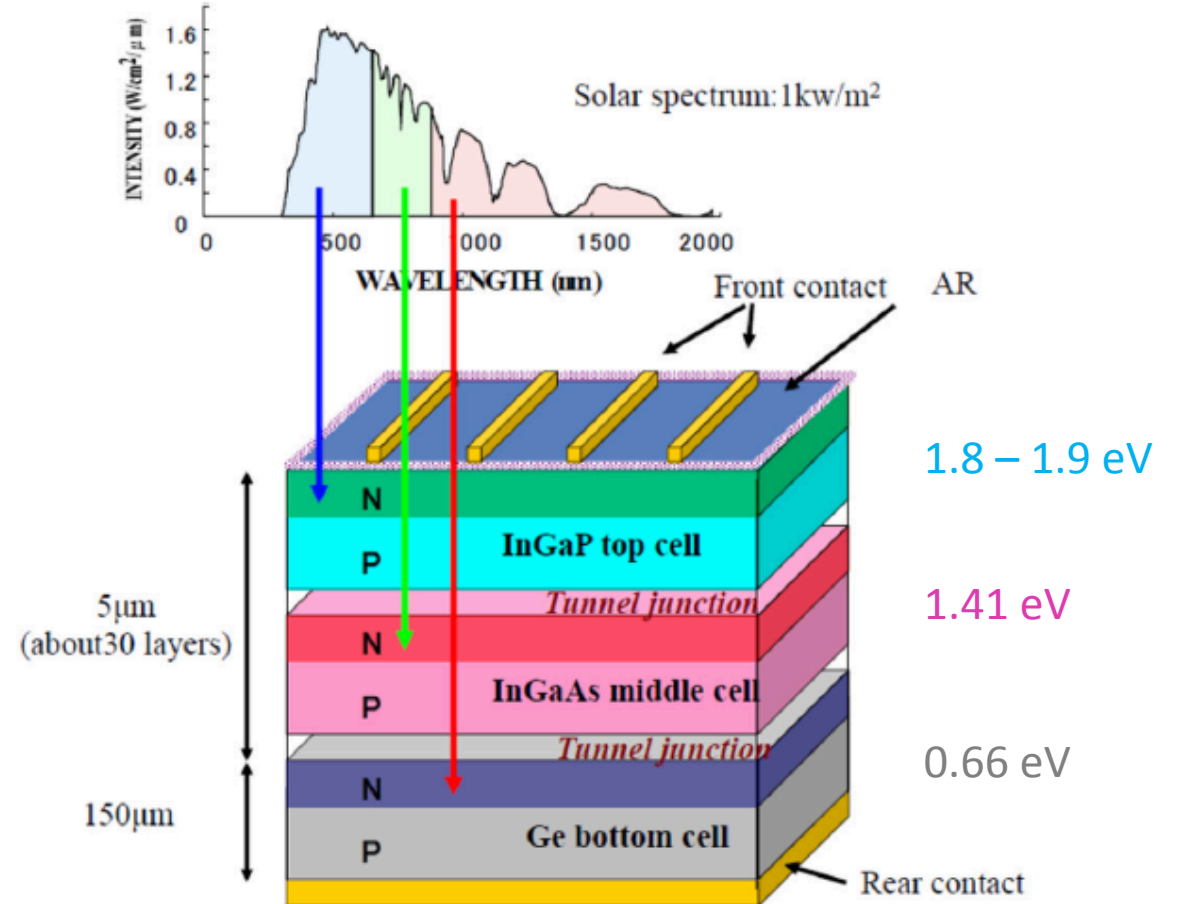 INTENSITY (W/cm²/μm)
1.6
1.2
0.8
0.4
0
Solar spectrum:1kw/m²
0 500 1000 1500 2000
WAVELENGTH (nm)
Front contact
AR
N
P
InGaP top cell
1.8 – 1.9 eV
Tunnel junction
5μm
(about30 layers)
N
P
InGaAs middle cell
1.41 eV
Tunnel junction
150μm
N
P
Ge bottom cell
0.66 eV
Rear contact